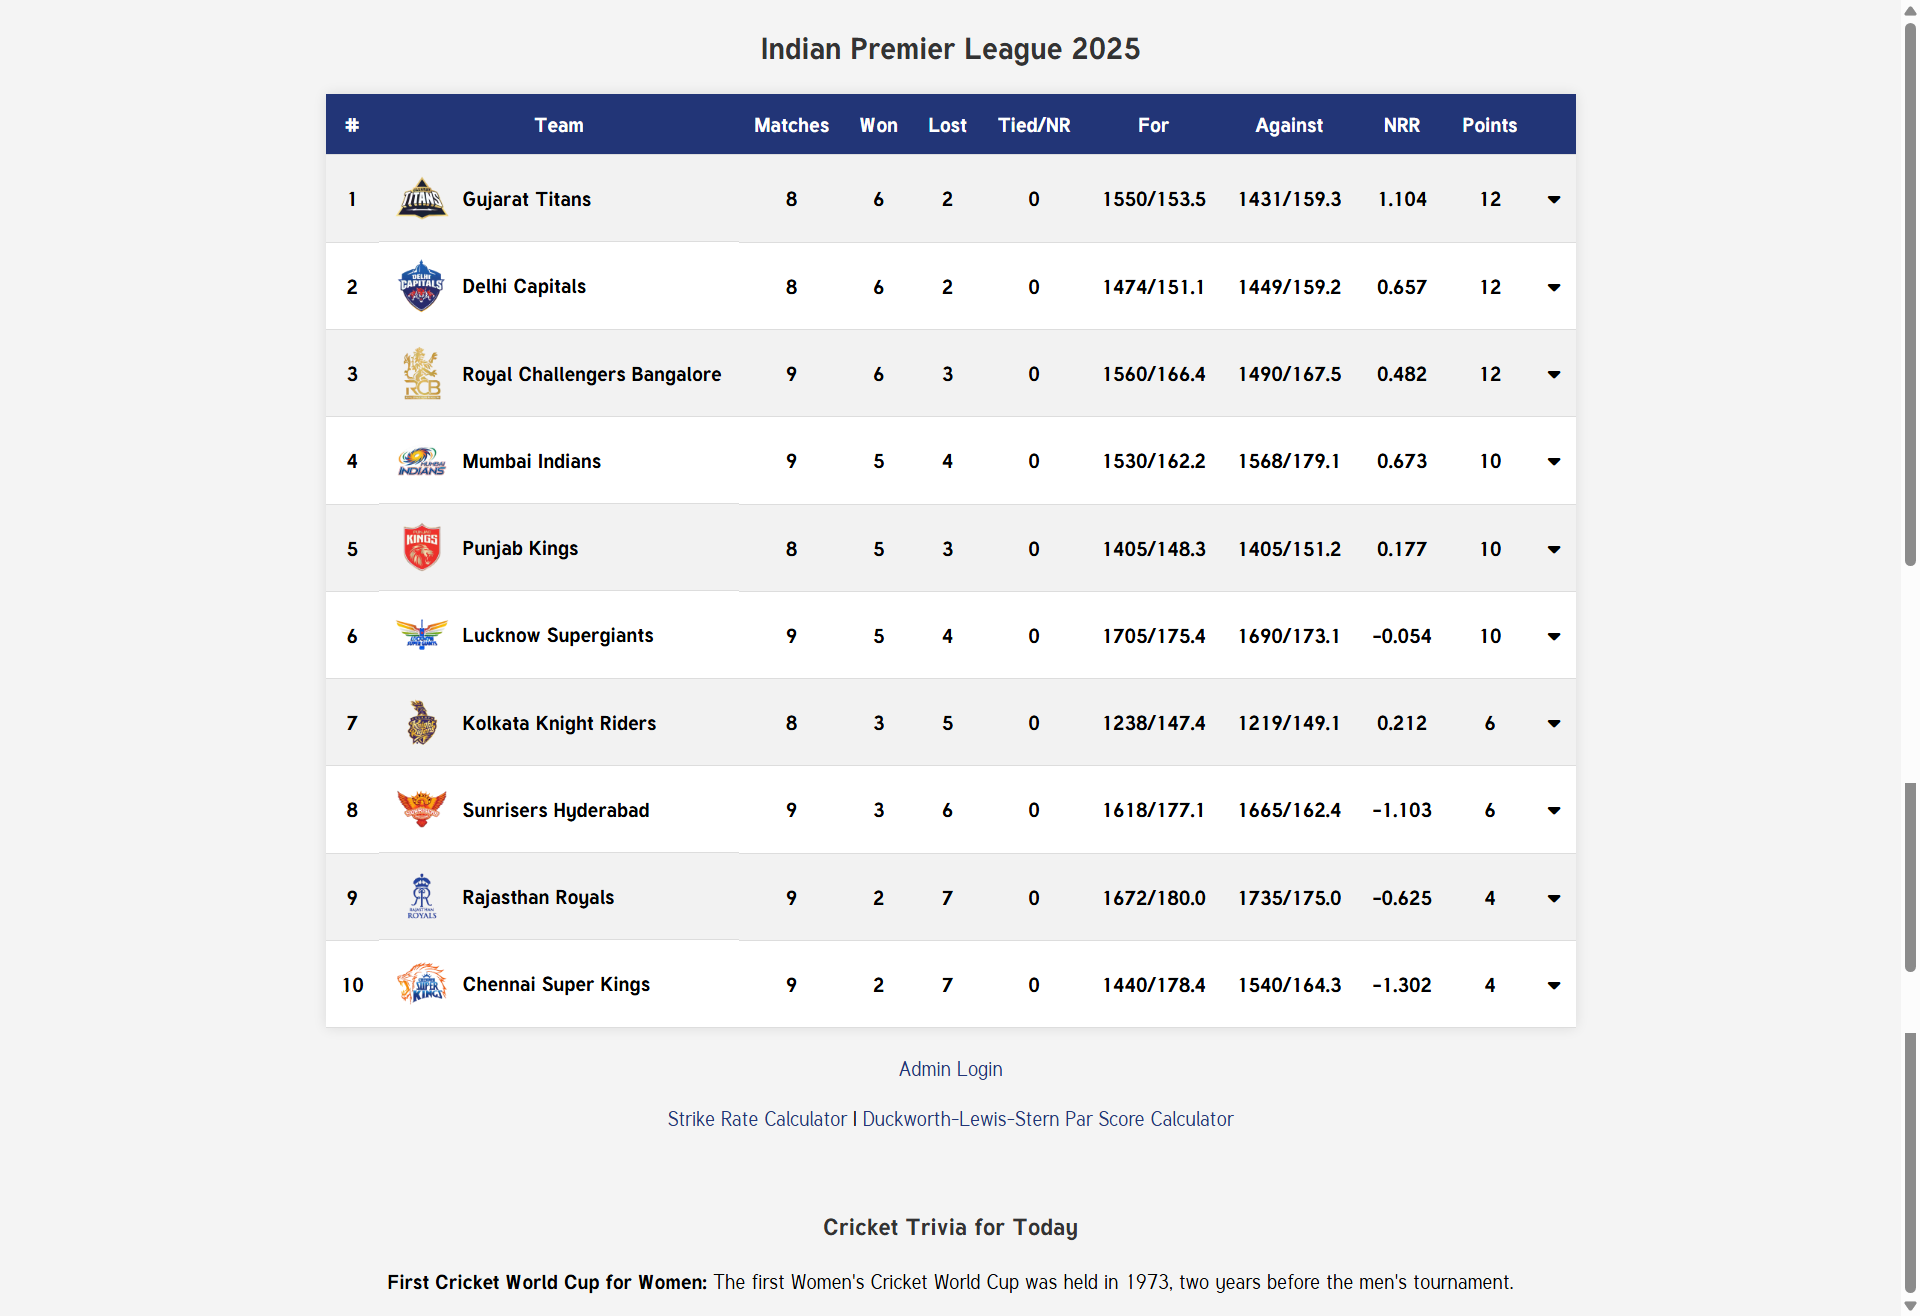 Indian Premier League 2025
# Team Matches Won Lost Tied/NR For Against NRR Points
1 TITANS Gujarat Titans 8 6 2 0 1550/153.5 1431/159.3 1.104 12
2 DELHI CAPITALS Delhi Capitals 8 6 2 0 1474/151.1 1449/159.2 0.657 12
3 RCB Royal Challengers Bangalore 9 6 3 0 1560/166.4 1490/167.5 0.482 12
4 MUMBAI INDIANS Mumbai Indians 9 5 4 0 1530/162.2 1568/179.1 0.673 10
5 KINGS Punjab Kings 8 5 3 0 1405/148.3 1405/151.2 0.177 10
6 Lucknow Supergiants 9 5 4 0 1705/175.4 1690/173.1 -0.054 10
7 Kolkata Knight Riders 8 3 5 0 1238/147.4 1219/149.1 0.212 6
8 Sunrisers Hyderabad 9 3 6 0 1618/177.1 1665/162.4 -1.103 6
9 RAJASTHAN ROYALS Rajasthan Royals 9 2 7 0 1672/180.0 1735/175.0 -0.625 4
10 SUPER KINGS Chennai Super Kings 9 2 7 0 1440/178.4 1540/164.3 -1.302 4
Admin Login
Strike Rate Calculator | Duckworth-Lewis-Stern Par Score Calculator
Cricket Trivia for Today
First Cricket World Cup for Women: The first Women's Cricket World Cup was held in 1973, two years before the men's tournament.